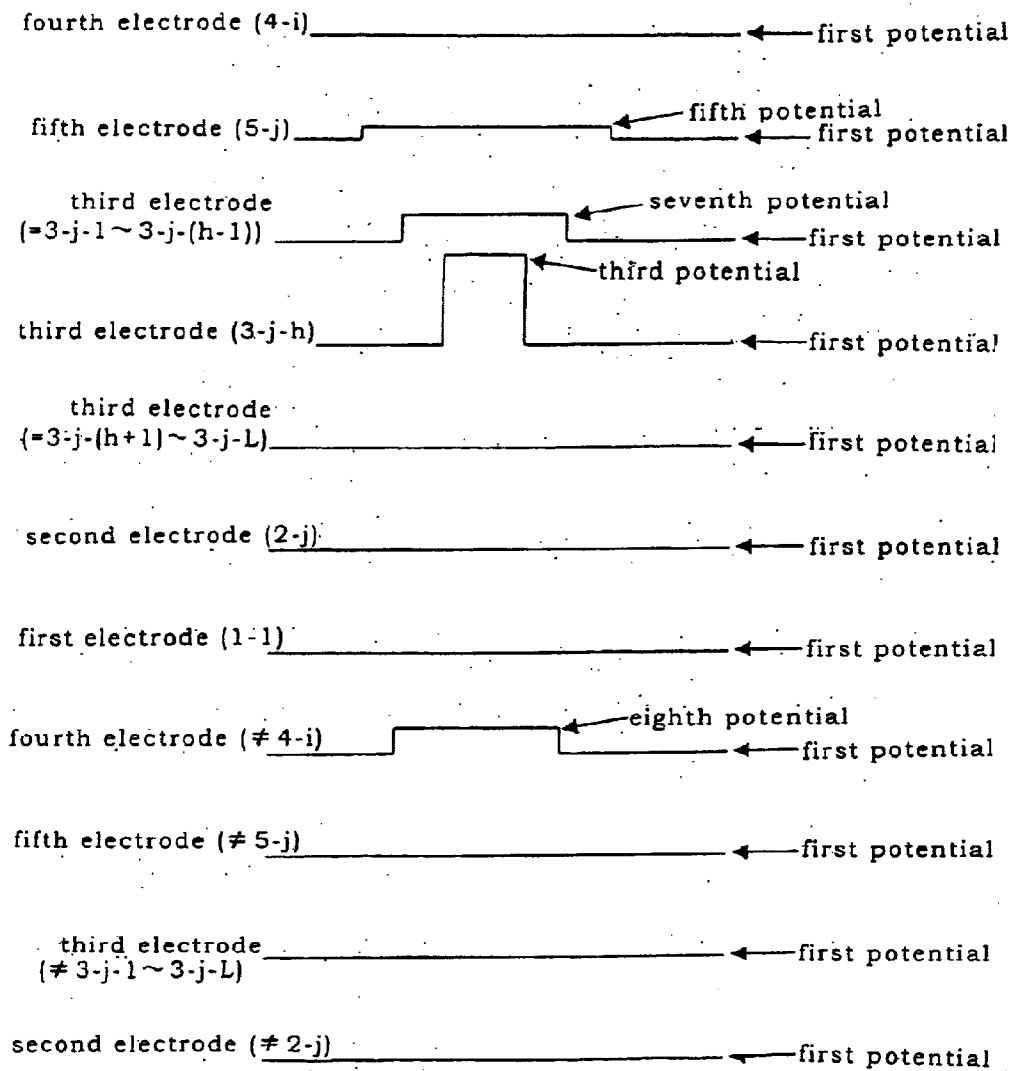 fourth electrode (4-i)
first potential
fifth potential
fifth electrode (5-j)
first potential
third electrode
seventh potential
(=3-j-1~3-j-(h-1))
first potential
third potential
third electrode (3-j-h)
first potential
third electrode
(=3-j-(h+1)~3-j-L)
first potential
second electrode (2-j)
first potential
first electrode (1-1)
first potential
eighth potential
fourth electrode (≠4-i)
first potential
fifth electrode (≠5-j)
first potential
third electrode
(≠3-j-1~3-j-L)
first potential
second electrode (≠2-j)
first potential